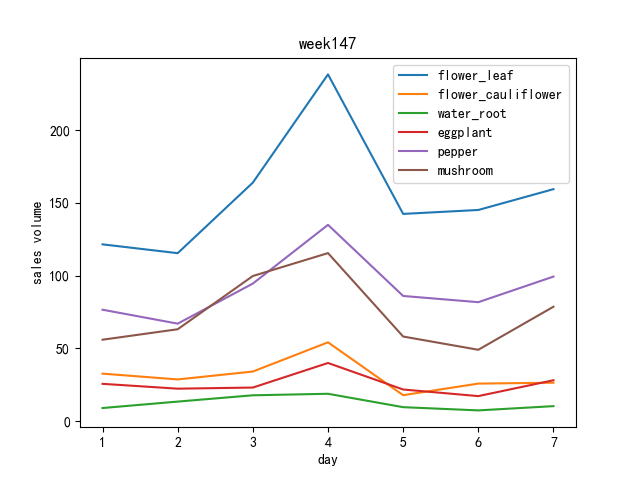 week147
flower_leaf
flower_cauliflower
water_root
eggplant
pepper
mushroom
200
150
100
50
0
sales volume
1 2 3 4 5 6 7
day